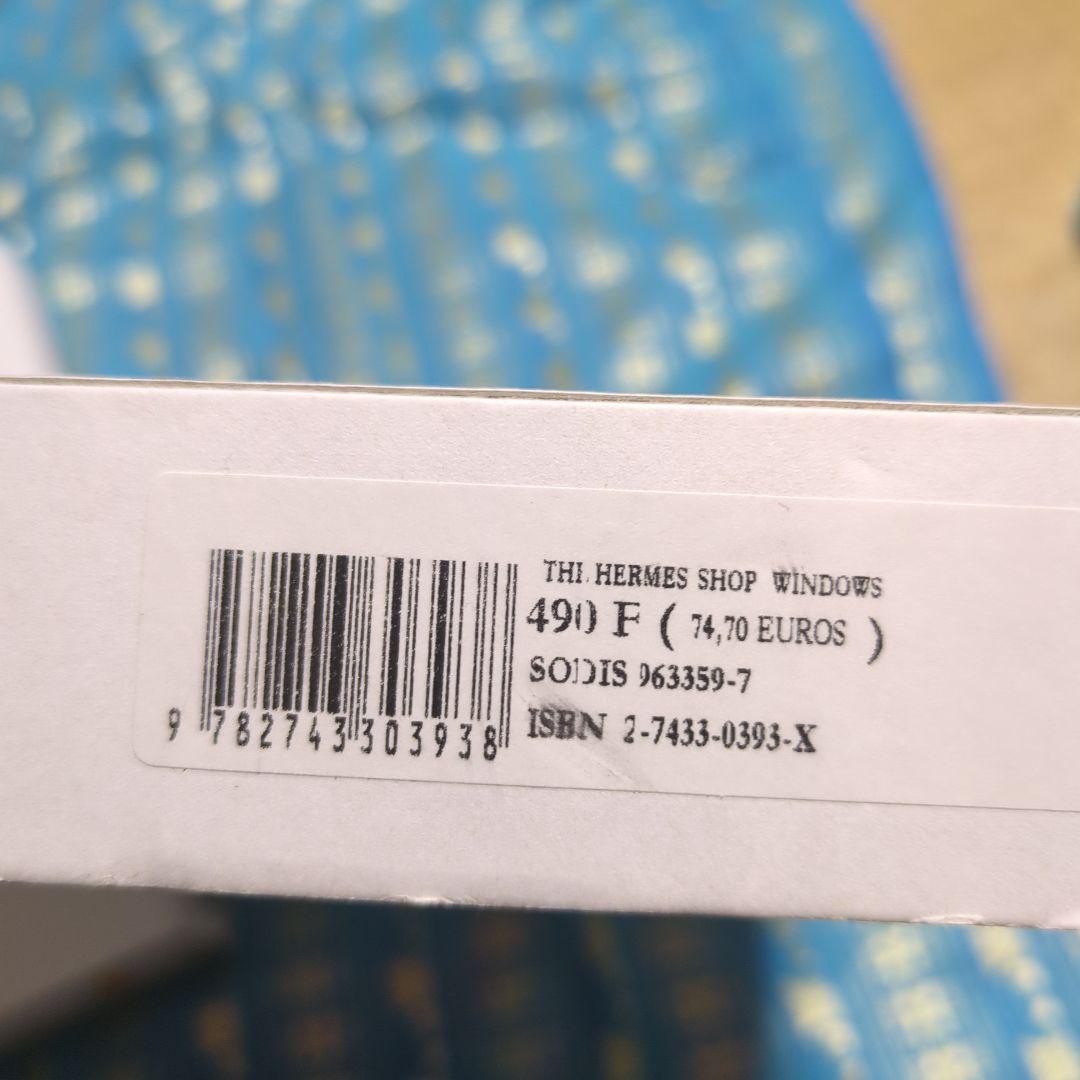 THE HERMES SHOP WINDOWS
490 F ( 74,70 EUROS )
SODIS 963359-7
ISBN 2-7433-0393-X
9 782743 303938